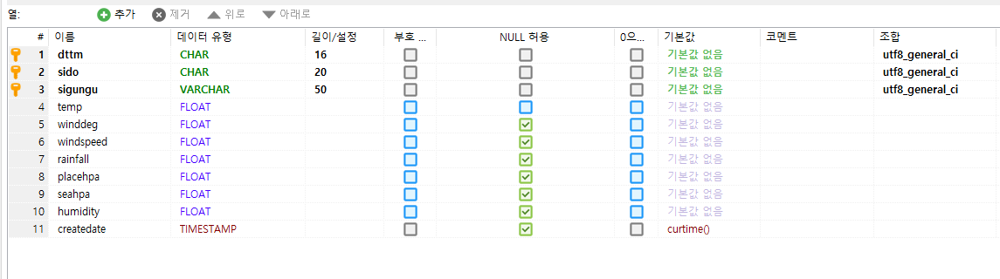 열: 추가 제거 위로 아래로
# 이름 데이터 유형 길이/설정 부호 ... NULL 허용 0으... 기본값 코멘트 조합
1 dttm CHAR 16 기본값 없음 utf8_general_ci
2 sido CHAR 20 기본값 없음 utf8_general_ci
3 sigungu VARCHAR 50 기본값 없음 utf8_general_ci
4 temp FLOAT 기본값 없음
5 winddeg FLOAT 기본값 없음
6 windspeed FLOAT 기본값 없음
7 rainfall FLOAT 기본값 없음
8 placehpa FLOAT 기본값 없음
9 seahpa FLOAT 기본값 없음
10 humidity FLOAT 기본값 없음
11 createdate TIMESTAMP curtime()